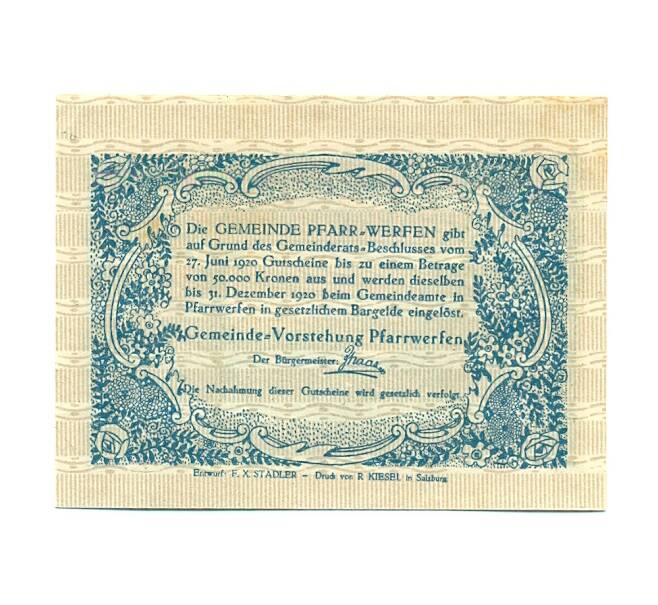 Die GEMEINDE PFARR-WERFEN gibt
auf Grund des Gemeinderats-Beschlusses vom
27. Juni 1920 Gutscheine bis zu einem Betrage
von 50.000 Kronen aus und werden dieselben
bis 31. Dezember 1920 beim Gemeindeamte in
Pfarrwerfen in gesetzlichem Bargelde eingelöst.
Gemeinde-Vorstehung Pfarrwerfen
Der Bürgermeister:
Die Nachahmung dieser Gutscheine wird gesetzlich verfolgt.
Entwurf: F. X. STADLER – Druck von R. KIESEL in Salzburg